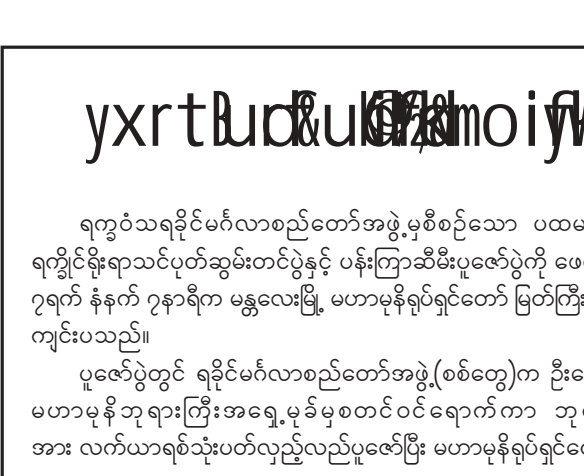 ရက္ခဝံသရခိုင်မင်္ဂလာစည်တော်အဖွဲ့မှစီစဉ်သော ပထမ
ရက္ခိုင်ရိုးရာသင်ပုတ်ဆွမ်းတင်ပွဲနှင့် ပန်းကြာဆီမီးပူဇော်ပွဲကို
၇ရက် နံနက် ၇နာရီက မန္တလေးမြို့ မဟာမုနိရုပ်ရှင်တော် မြတ်ကြီး
ကျင်းပသည်။
ပူဇော်ပွဲတွင် ရခိုင်မင်္ဂလာစည်တော်အဖွဲ့(စစ်တွေ)က
မဟာမုနိဘုရားကြီးအရှေ့မုခ်မှစတင်ဝင်ရောက်ကာ
အား လက်ယာရစ်သုံးပတ်လှည့်လည်ပူဇော်ပြီး မဟာမုနိရုပ်ရှင်